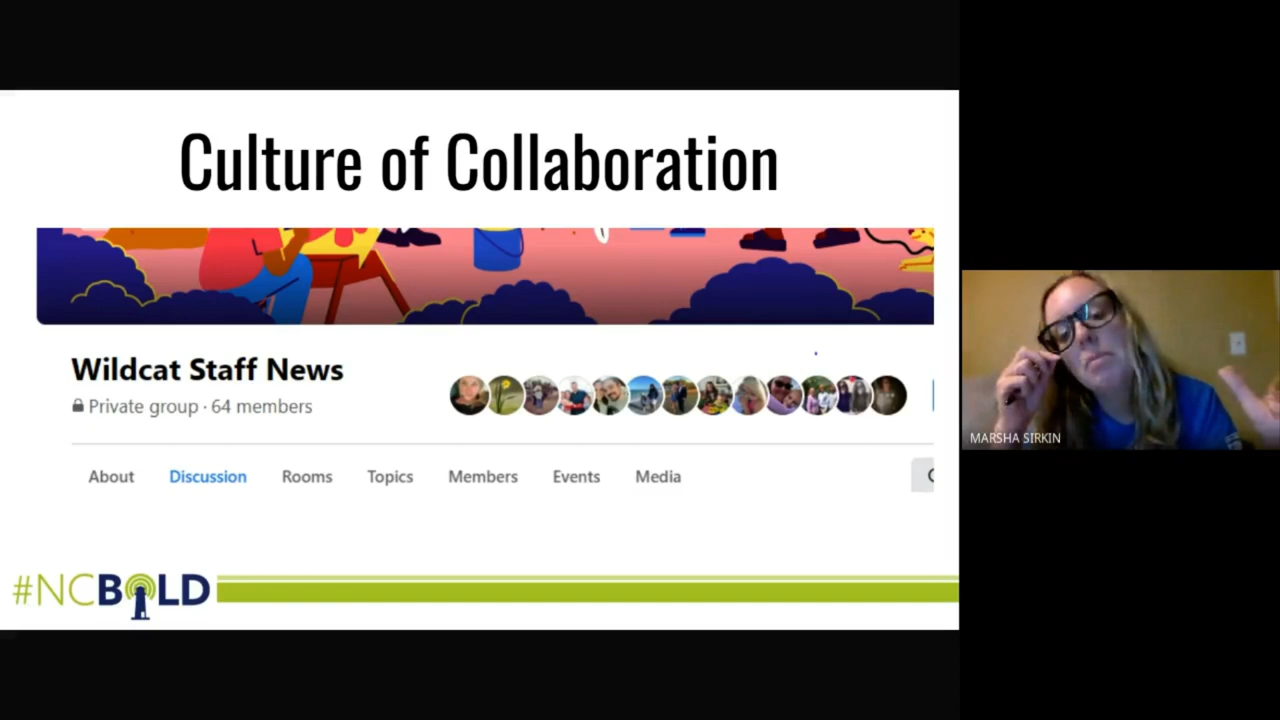 Culture of Collaboration
Wildcat Staff News
Private group · 64 members
About Discussion Rooms Topics Members Events Media
MARSHA SIRKIN
#NCBOLD